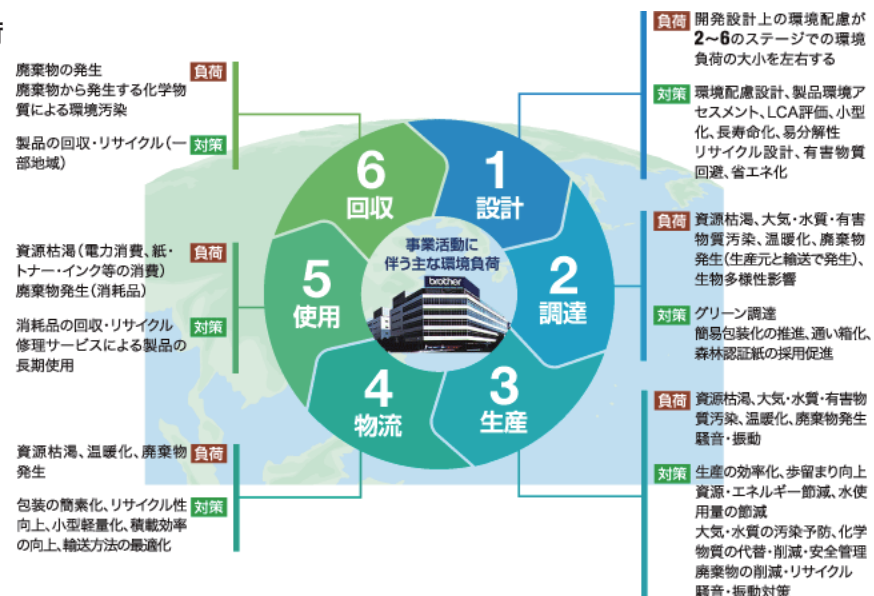 荷
負荷
開発設計上の環境配慮が
2〜6のステージでの環境
負荷の大小を左右する
対策
環境配慮設計、製品環境ア
セスメント、LCA評価、小型
化、長寿命化、易分解性
リサイクル設計、有害物質
回避、省エネ化
負荷
資源枯渇、大気・水質・有害
物質汚染、温暖化、廃棄物
発生(生産元と輸送で発生)、
生物多様性影響
対策
グリーン調達
簡易包装化の推進、通い箱化、
森林認証紙の採用促進
負荷
資源枯渇、大気・水質・有害物
質汚染、温暖化、廃棄物発生
騒音・振動
対策
生産の効率化、歩留まり向上
資源・エネルギー節減、水使
用量の節減
大気・水質の汚染予防、化学
物質の代替・削減・安全管理
廃棄物の削減・リサイクル
騒音・振動対策
資源枯渇、温暖化、廃棄物
発生
負荷
包装の簡素化、リサイクル性
向上、小型軽量化、積載効率
の向上、輸送方法の最適化
対策
資源枯渇(電力消費、紙・
トナー・インク等の消費)
廃棄物発生(消耗品)
負荷
消耗品の回収・リサイクル
修理サービスによる製品の
長期使用
対策
廃棄物の発生
廃棄物から発生する化学物
質による環境汚染
負荷
製品の回収・リサイクル(一
部地域)
対策
1
設計
2
調達
3
生産
4
物流
5
使用
6
回収
事業活動に
伴う主な環境負荷
brother